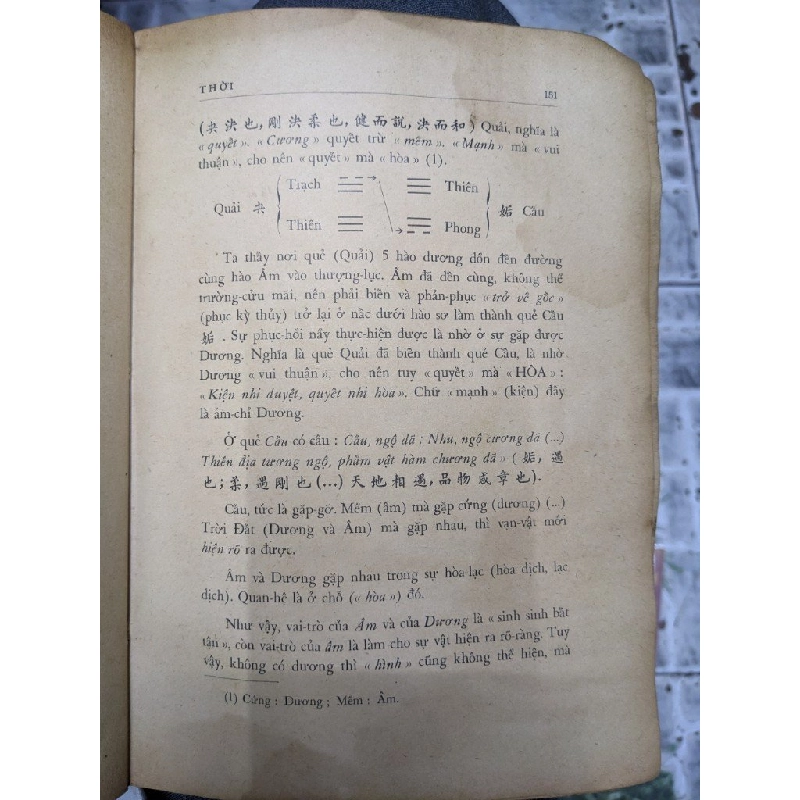 THỜI 151
(夬 決 也, 剛 決 柔 也, 健 而 說, 決 而 和) Quải, nghĩa là
« quyết ». « Cương » quyết trừ « mềm ». « Mạnh » mà « vui
thuận », cho nên « quyết » mà « hòa » (1).
Trạch Thiên
Quải 夬 姤 Cấu
Thiên Phong
Ta thấy nơi quẻ (Quải) 5 hào dương dồn đến đường
cùng hào Âm vào thượng-lục. Âm đã đến cùng, không thể
trường-cửu mãi, nên phải biến và phản-phục « trở về gốc »
(phục kỳ thủy) trở lại ở nấc dưới hào sơ làm thành quẻ Cấu
姤 . Sự phục-hồi nầy thực-hiện được là nhờ ở sự gặp được
Dương. Nghĩa là quẻ Quải đã biến thành quẻ Cấu, là nhờ
Dương « vui thuận », cho nên tuy « quyết » mà « HÒA » :
« Kiện nhi duyệt, quyết nhi hòa ». Chữ « mạnh » (kiện) đây
là ám-chỉ Dương.
Ở quẻ Cấu có câu : Cấu, ngộ dã ; Nhu, ngộ cương dã (...)
Thiên địa tương ngộ, phẩm vật hàm chương dã » ( 姤, 遇
也; 柔, 遇 剛 也 (...) 天 地 相 遇, 品 物 咸 章 也).
Cấu, tức là gặp-gỡ. Mềm (âm) mà gặp cứng (dương) (...)
Trời Đất (Dương và Âm) mà gặp nhau, thì vạn-vật mới
hiện rõ ra được.
Âm và Dương gặp nhau trong sự hòa-lạc (hòa dịch, lạc
dịch). Quan-hệ là ở chỗ (« hòa ») đó.
Như vậy, vai-trò của Âm và của Dương là « sinh sinh bất
tận », còn vai-trò của âm là làm cho sự vật hiện ra rõ-ràng. Tuy
vậy, không có dương thì « hình » cũng không thể hiện, mà
(1) Cứng : Dương ; Mềm : Âm.